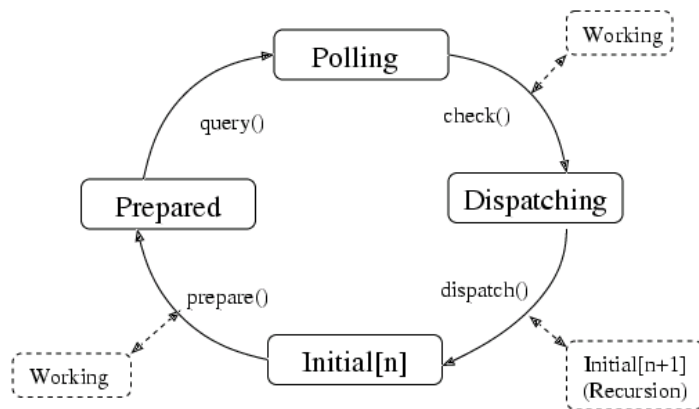 Working
Polling
query()
check()
Prepared
Dispatching
prepare()
dispatch()
Working
Initial[n]
Initial[n+1]
(Recursion)